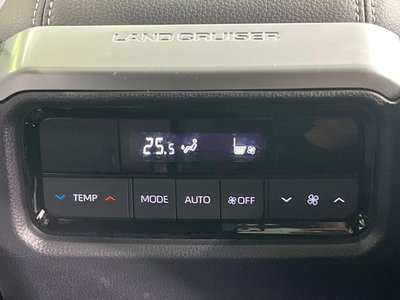 LAND CRUISER
25.5
TEMP MODE AUTO OFF